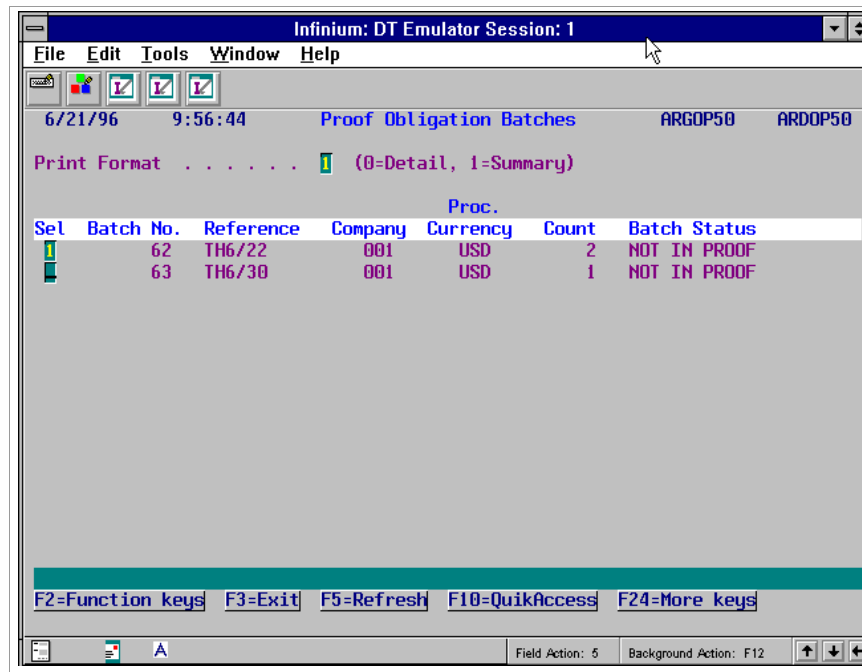 Infinium: DT Emulator Session: 1
File Edit Tools Window Help
6/21/96 9:56:44 Proof Obligation Batches ARGOP50 ARDOP50
Print Format . . . . . . 1 (0=Detail, 1=Summary)
Proc.
Sel Batch No. Reference Company Currency Count Batch Status
1 62 TH6/22 001 USD 2 NOT IN PROOF
_ 63 TH6/30 001 USD 1 NOT IN PROOF
F2=Function keys F3=Exit F5=Refresh F10=QuikAccess F24=More keys
A Field Action: 5 Background Action: F12